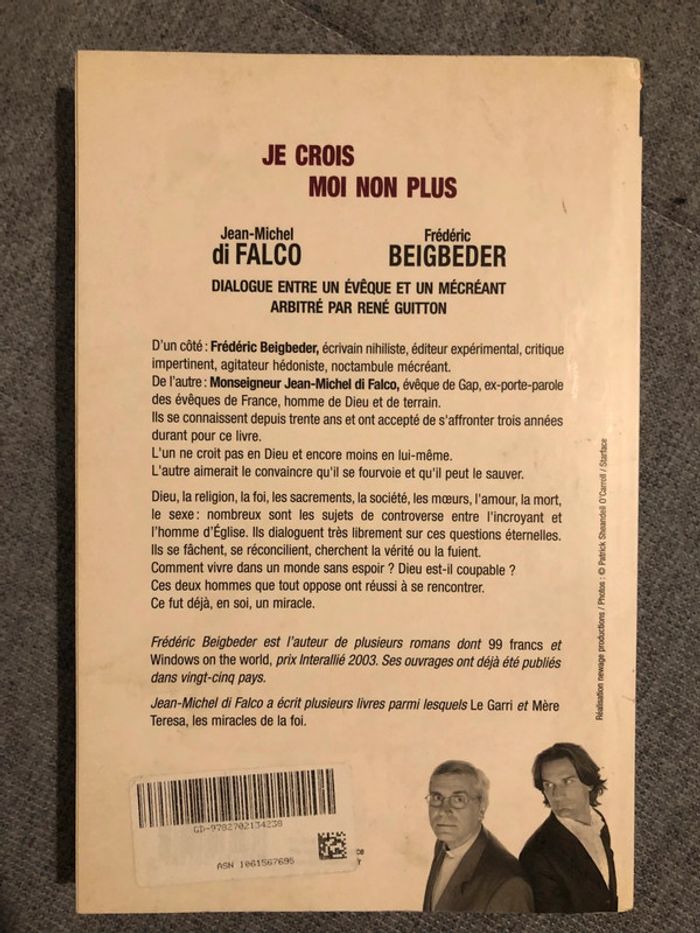 JE CROIS
MOI NON PLUS
Jean-Michel
di FALCO
Frédéric
BEIGBEDER
DIALOGUE ENTRE UN ÉVÊQUE ET UN MÉCRÉANT
ARBITRÉ PAR RENÉ GUITTON
D'un côté : Frédéric Beigbeder, écrivain nihiliste, éditeur expérimental, critique
impertinent, agitateur hédoniste, noctambule mécréant.
De l'autre : Monseigneur Jean-Michel di Falco, évêque de Gap, ex-porte-parole
des évêques de France, homme de Dieu et de terrain.
Ils se connaissent depuis trente ans et ont accepté de s'affronter trois années
durant pour ce livre.
L'un ne croit pas en Dieu et encore moins en lui-même.
L'autre aimerait le convaincre qu'il se fourvoie et qu'il peut le sauver.
Dieu, la religion, la foi, les sacrements, la société, les mœurs, l'amour, la mort,
le sexe : nombreux sont les sujets de controverse entre l'incroyant et
l'homme d'Église. Ils dialoguent très librement sur ces questions éternelles.
Ils se fâchent, se réconcilient, cherchent la vérité ou la fuient.
Comment vivre dans un monde sans espoir ? Dieu est-il coupable ?
Ces deux hommes que tout oppose ont réussi à se rencontrer.
Ce fut déjà, en soi, un miracle.
Frédéric Beigbeder est l'auteur de plusieurs romans dont 99 francs et
Windows on the world, prix Interallié 2003. Ses ouvrages ont déjà été publiés
dans vingt-cinq pays.
Jean-Michel di Falco a écrit plusieurs livres parmi lesquels Le Garri et Mère
Teresa, les miracles de la foi.
Réalisation newage productions / Photos : © Patrick Sheandell O'Carroll / Starface
GD-9782702134238
ASN 1061567695